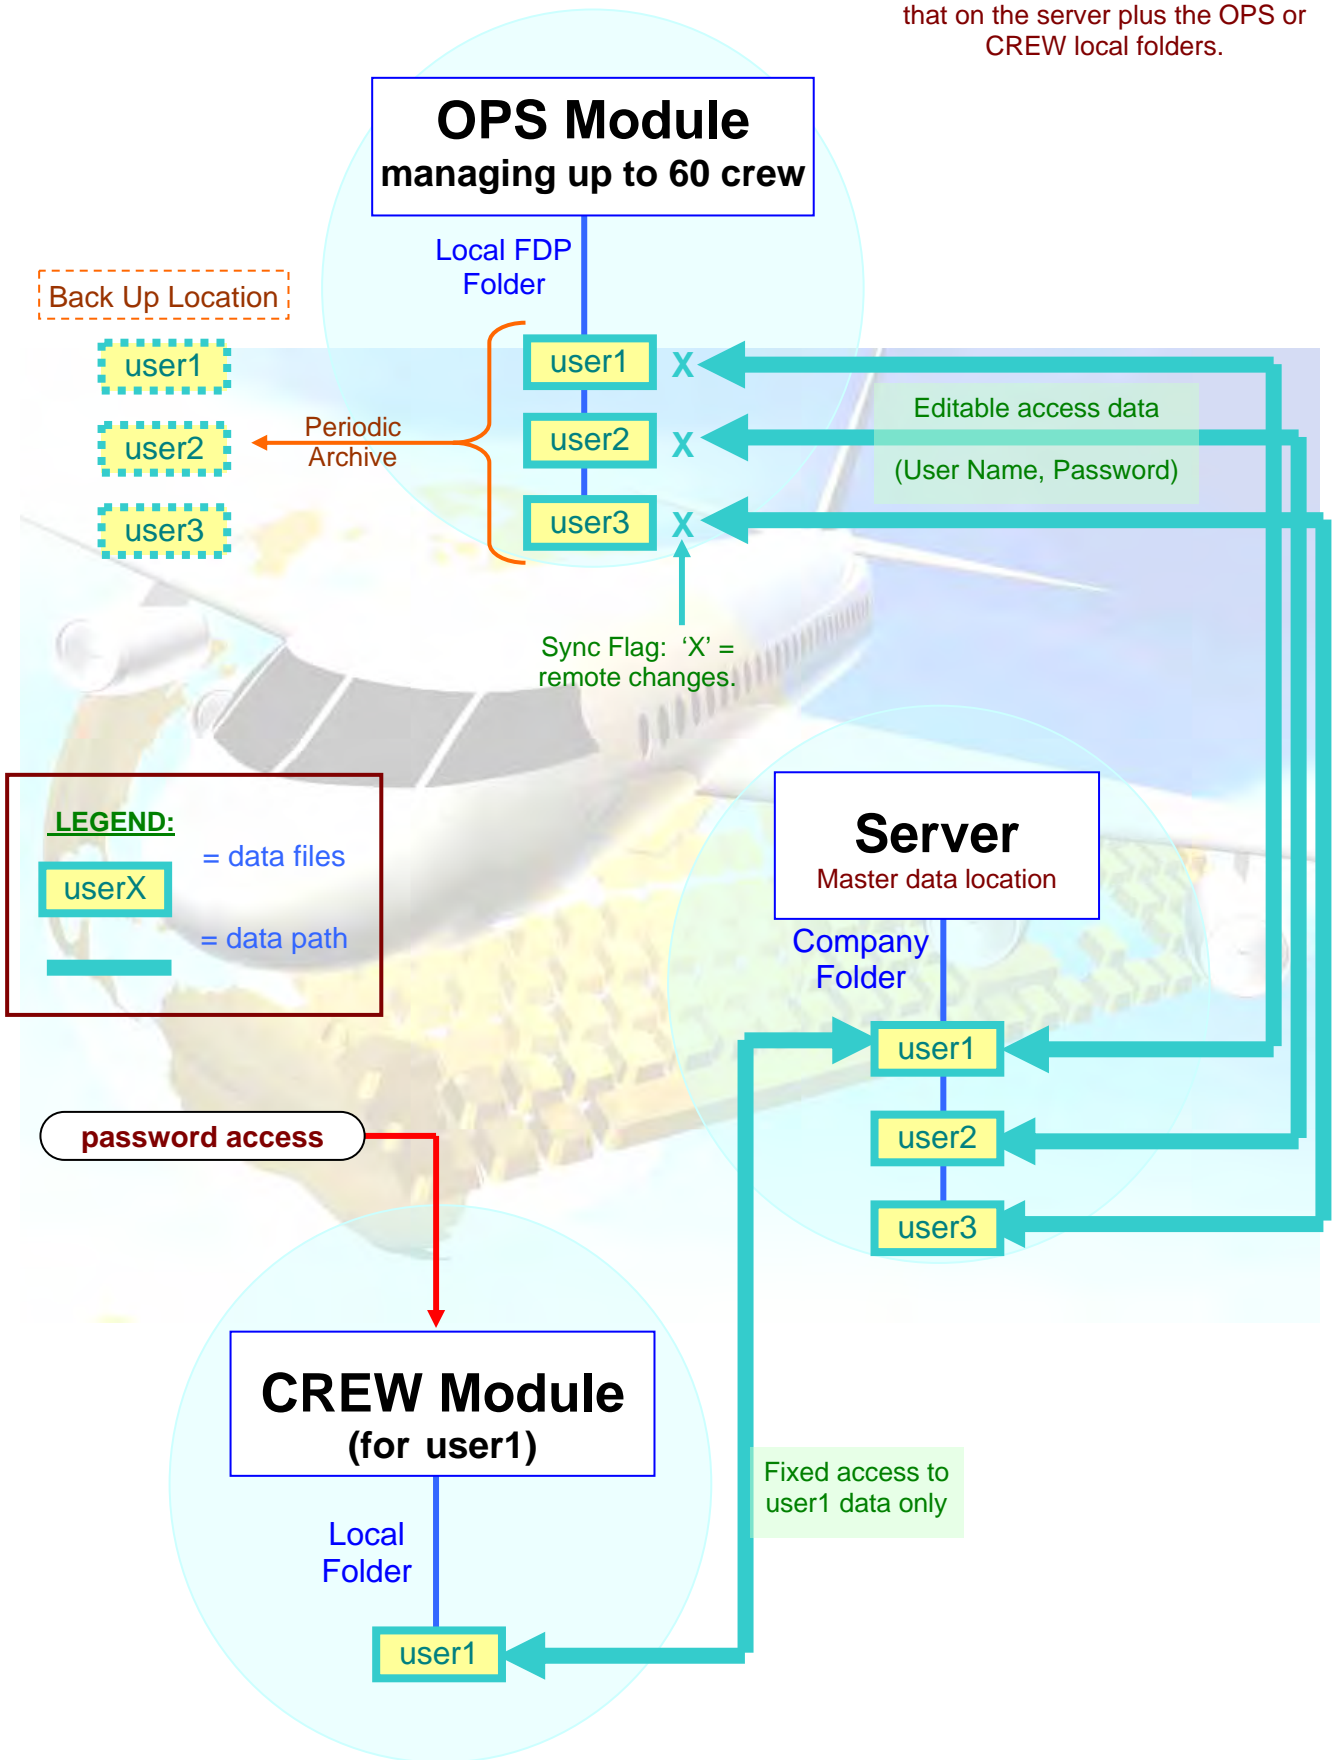 that on the server plus the OPS or
CREW local folders.
OPS Module
managing up to 60 crew
Local FDP
Folder
Back Up Location
user1
user2
user3
Periodic
Archive
user1 X
user2 X
user3 X
Editable access data
(User Name, Password)
Sync Flag: ‘X’ =
remote changes.
LEGEND:
= data files
userX
= data path
Server
Master data location
Company
Folder
user1
user2
user3
password access
CREW Module
(for user1)
Local
Folder
user1
Fixed access to
user1 data only